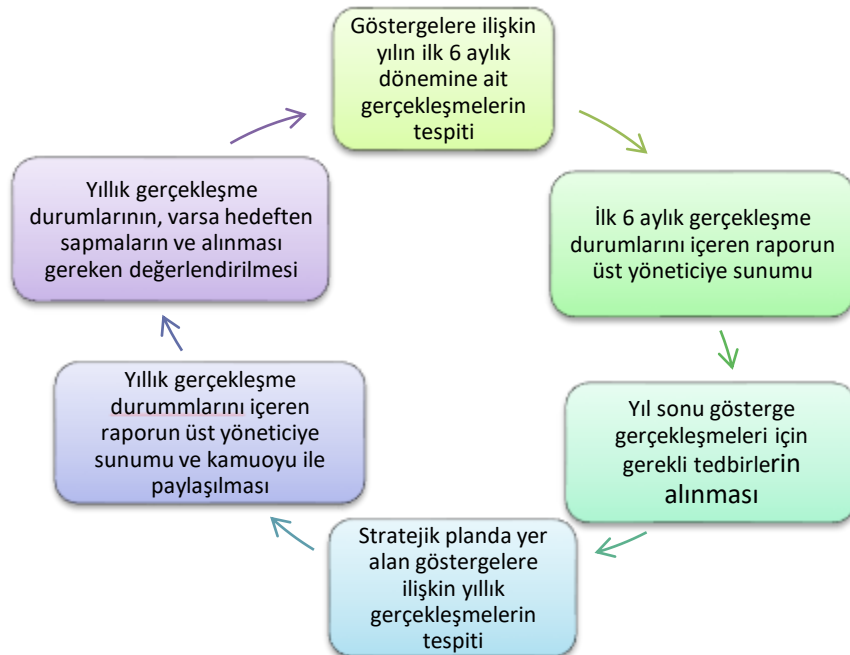 Göstergelere ilişkin
yılın ilk 6 aylık
dönemine ait
gerçekleşmelerin
tespiti
İlk 6 aylık gerçekleşme
durumlarını içeren raporun
üst yöneticiye sunumu
Yıl sonu gösterge
gerçekleşmeleri için
gerekli tedbirlerin
alınması
Stratejik planda yer
alan göstergelere
ilişkin yıllık
gerçekleşmelerin
tespiti
Yıllık gerçekleşme
durummlarını içeren
raporun üst yöneticiye
sunumu ve kamuoyu ile
paylaşılması
Yıllık gerçekleşme
durumlarının, varsa hedeften
sapmaların ve alınması
gereken değerlendirilmesi